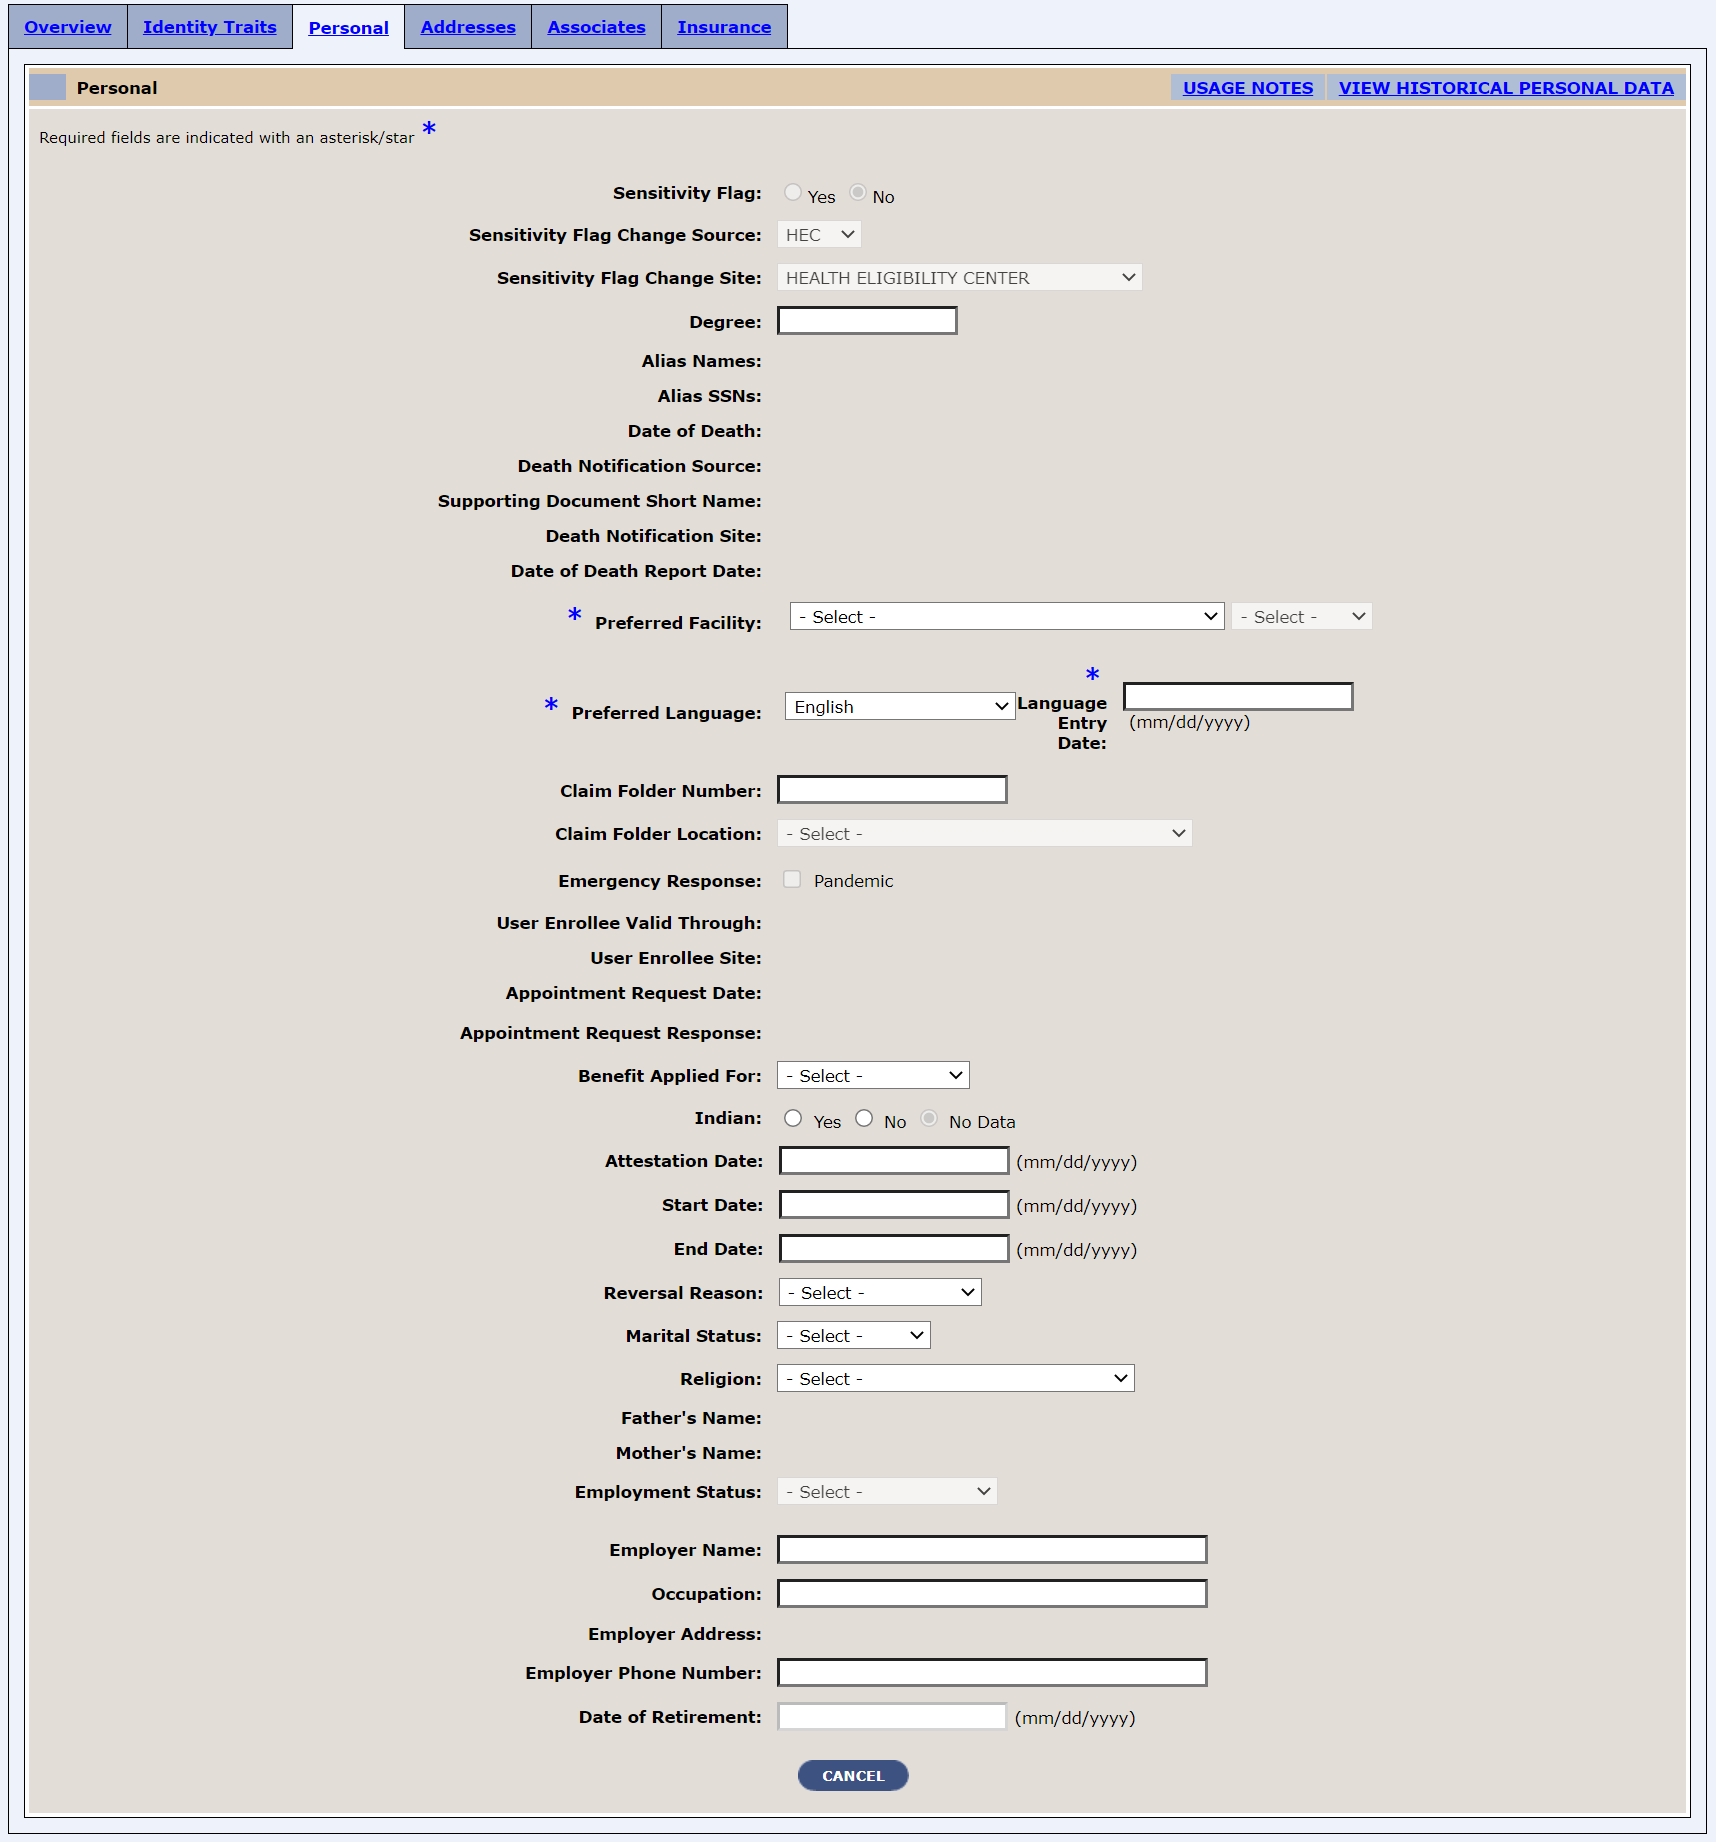 Overview Identity Traits Personal Addresses Associates Insurance
Personal USAGE NOTES VIEW HISTORICAL PERSONAL DATA
Required fields are indicated with an asterisk/star *
Sensitivity Flag: Yes No
Sensitivity Flag Change Source: HEC
Sensitivity Flag Change Site: HEALTH ELIGIBILITY CENTER
Degree:
Alias Names:
Alias SSNs:
Date of Death:
Death Notification Source:
Supporting Document Short Name:
Death Notification Site:
Date of Death Report Date:
* Preferred Facility: - Select - - Select -
* Preferred Language: English
*
Language
Entry
Date:
(mm/dd/yyyy)
Claim Folder Number:
Claim Folder Location: - Select -
Emergency Response: Pandemic
User Enrollee Valid Through:
User Enrollee Site:
Appointment Request Date:
Appointment Request Response:
Benefit Applied For: - Select -
Indian: Yes No No Data
Attestation Date: (mm/dd/yyyy)
Start Date: (mm/dd/yyyy)
End Date: (mm/dd/yyyy)
Reversal Reason: - Select -
Marital Status: - Select -
Religion: - Select -
Father's Name:
Mother's Name:
Employment Status: - Select -
Employer Name:
Occupation:
Employer Address:
Employer Phone Number:
Date of Retirement: (mm/dd/yyyy)
CANCEL